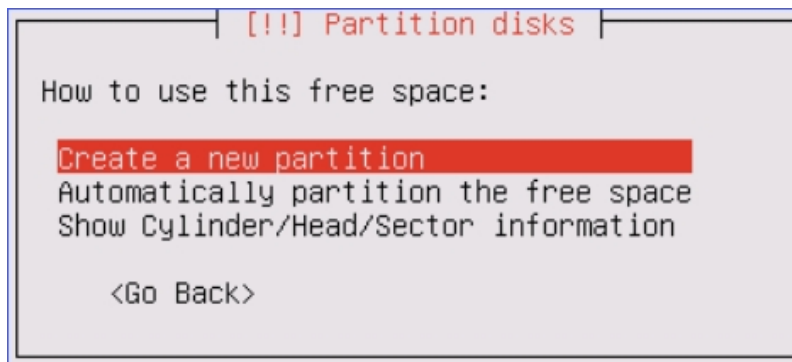 [!!] Partition disks
How to use this free space:
Create a new partition
Automatically partition the free space
Show Cylinder/Head/Sector information
<Go Back>